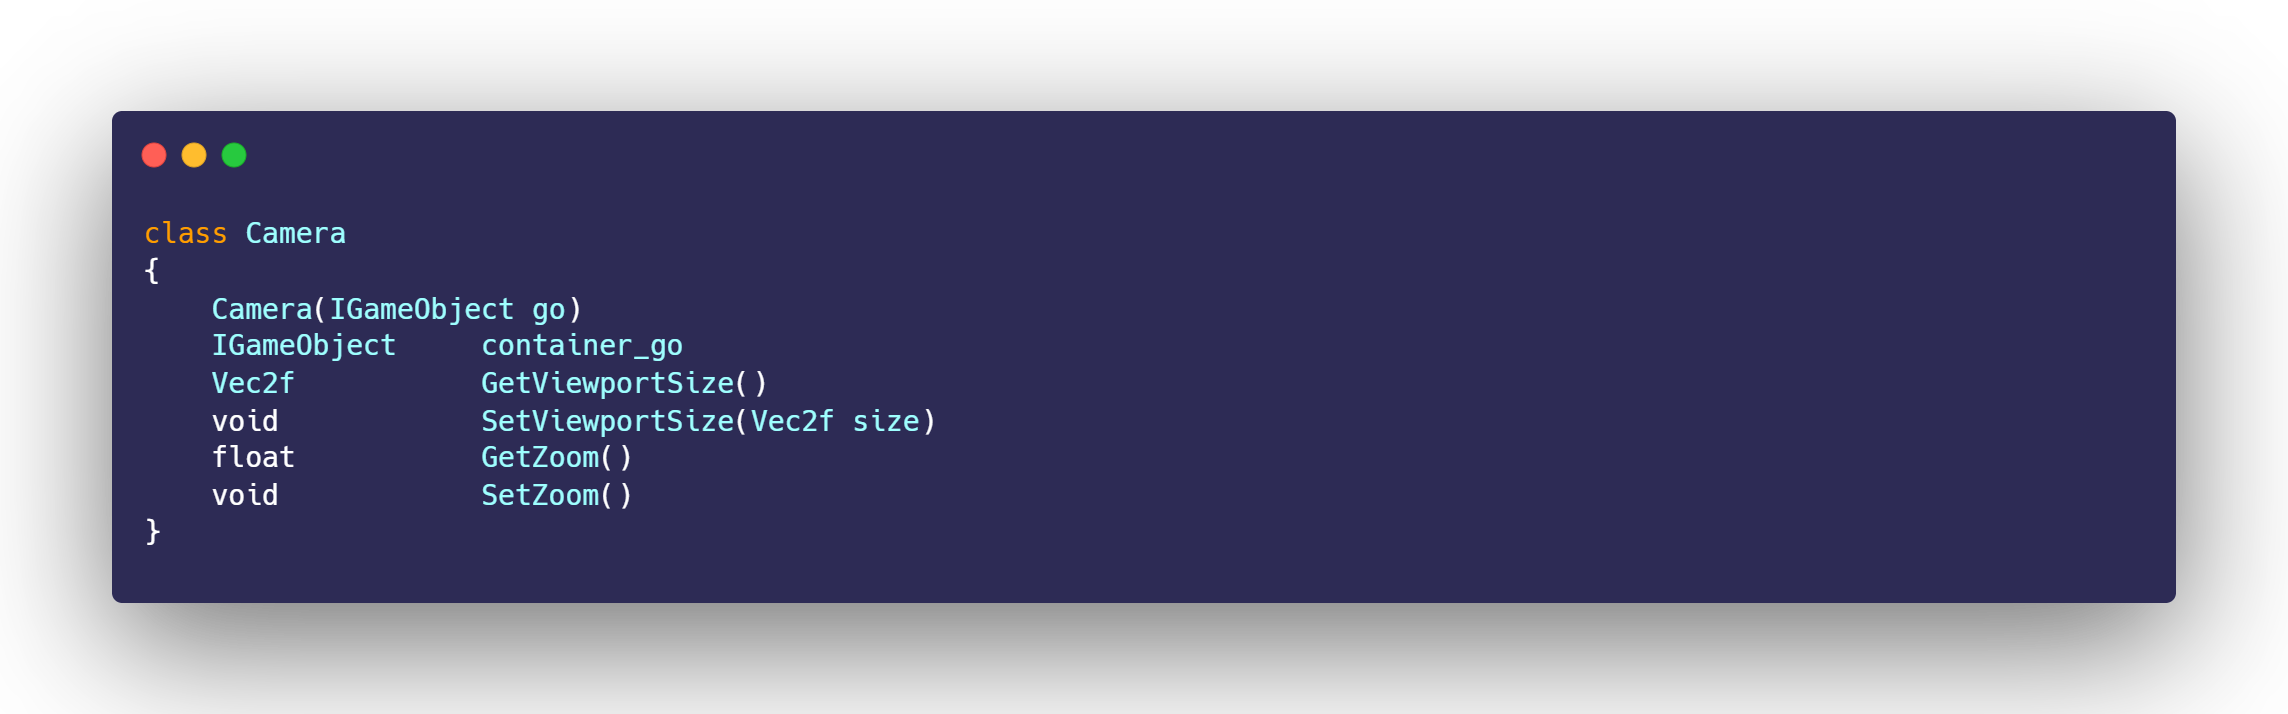 class Camera
{
    Camera(IGameObject go)
    IGameObject     container_go
    Vec2f           GetViewportSize()
    void            SetViewportSize(Vec2f size)
    float           GetZoom()
    void            SetZoom()
}